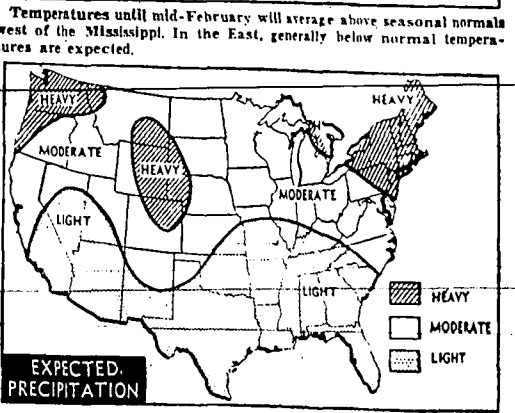 Temperatures until mid-February will average above seasonal normals
west of the Mississippi. In the East, generally below normal tempera-
ures are expected.
HEAVY
HEAVY
MODERATE
HEAVY
MODERATE
LIGHT
LIGHT
HEAVY
MODERATE
LIGHT
EXPECTED
PRECIPITATION